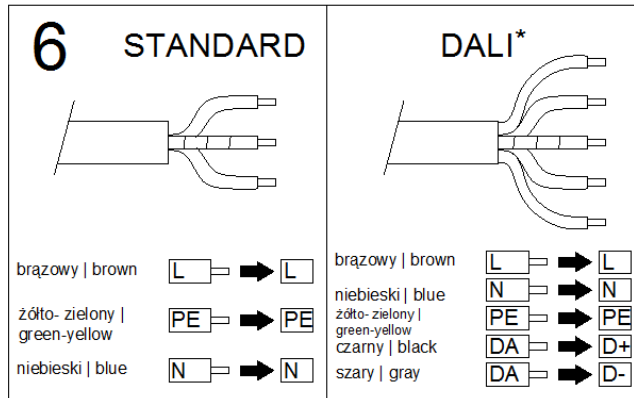 6 STANDARD
brązowy | brown L L
żółto- zielony |
green-yellow PE PE
niebieski | blue N N
DALI*
brązowy | brown L L
niebieski | blue N N
żółto- zielony |
green-yellow PE PE
czarny | black DA D+
szary | gray DA D-